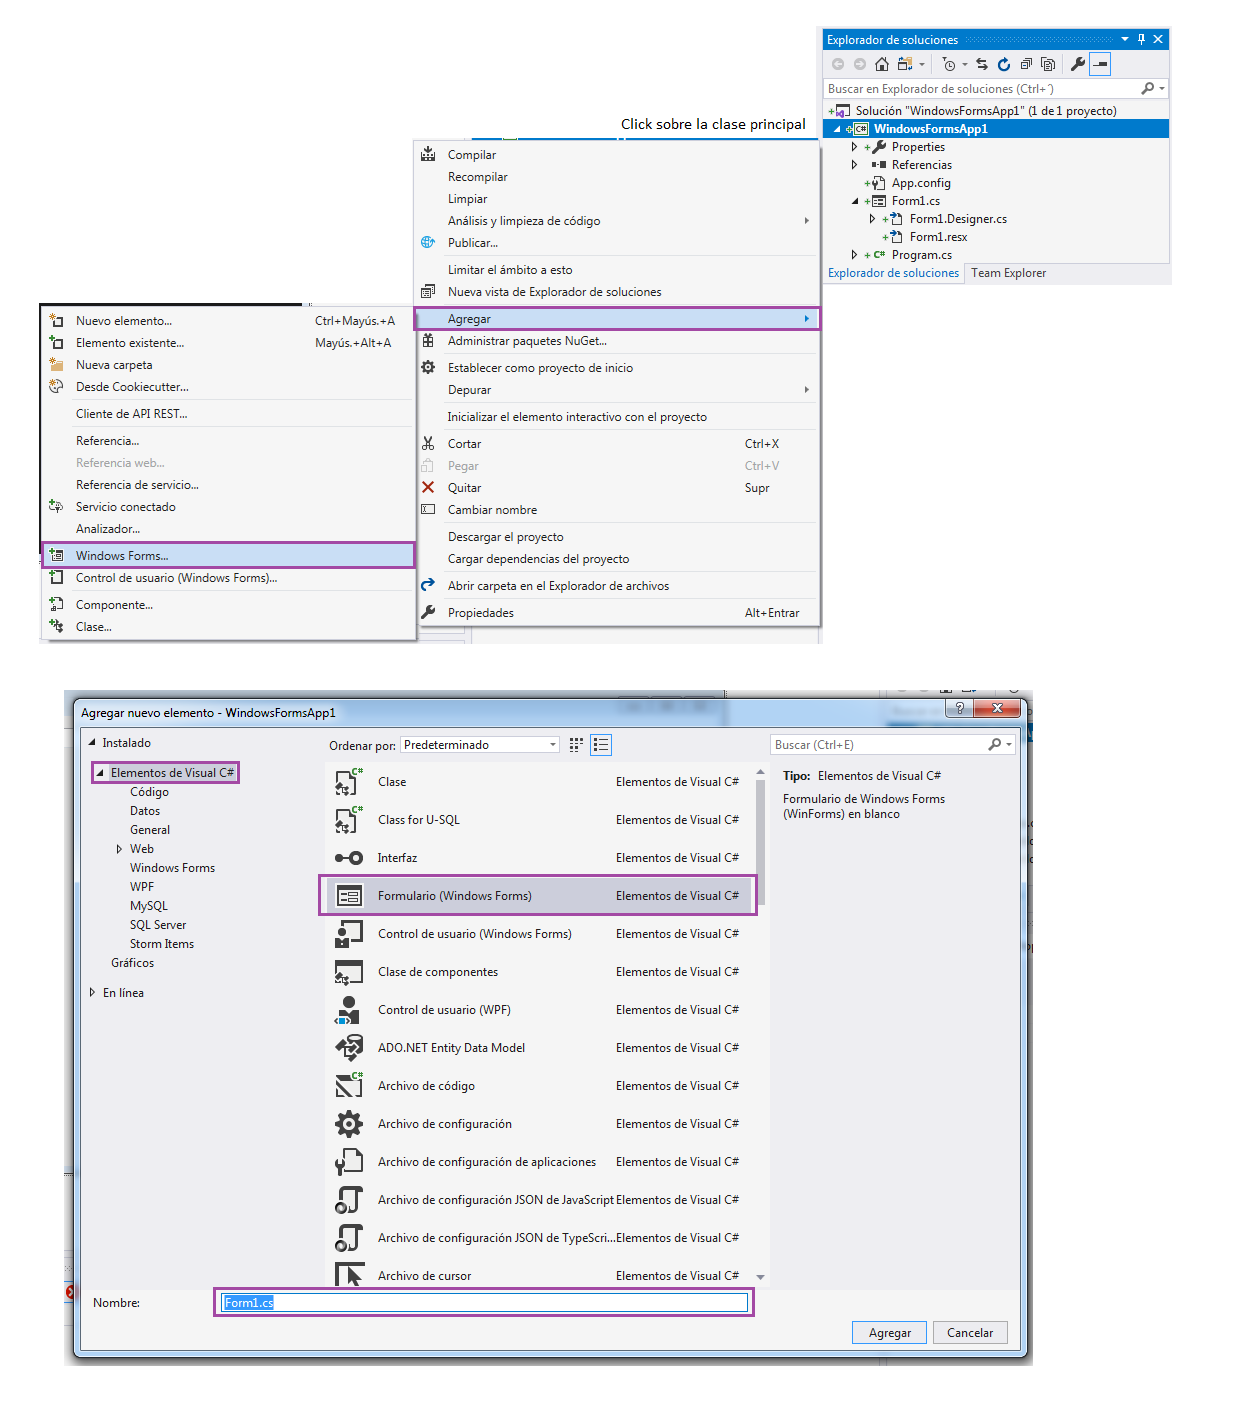 Explorador de soluciones
Buscar en Explorador de soluciones (Ctrl+´)
Solución "WindowsFormsApp1" (1 de 1 proyecto)
C# WindowsFormsApp1
Properties
Referencias
App.config
Form1.cs
Form1.Designer.cs
Form1.resx
C# Program.cs
Explorador de soluciones Team Explorer
Click sobre la clase principal
Compilar
Recompilar
Limpiar
Análisis y limpieza de código
Publicar...
Limitar el ámbito a esto
Nueva vista de Explorador de soluciones
Agregar
Administrar paquetes NuGet...
Establecer como proyecto de inicio
Depurar
Inicializar el elemento interactivo con el proyecto
Cortar Ctrl+X
Pegar Ctrl+V
Quitar Supr
Cambiar nombre
Descargar el proyecto
Cargar dependencias del proyecto
Abrir carpeta en el Explorador de archivos
Propiedades Alt+Entrar
Nuevo elemento... Ctrl+Mayús.+A
Elemento existente... Mayús.+Alt+A
Nueva carpeta
Desde Cookiecutter...
Cliente de API REST...
Referencia...
Referencia web...
Referencia de servicio...
Servicio conectado
Analizador...
Windows Forms...
Control de usuario (Windows Forms)...
Componente...
Clase...
Agregar nuevo elemento - WindowsFormsApp1
Instalado
Elementos de Visual C#
Código
Datos
General
Web
Windows Forms
WPF
MySQL
SQL Server
Storm Items
Gráficos
En línea
Ordenar por: Predeterminado
Buscar (Ctrl+E)
Clase Elementos de Visual C#
Class for U-SQL Elementos de Visual C#
Interfaz Elementos de Visual C#
Formulario (Windows Forms) Elementos de Visual C#
Control de usuario (Windows Forms) Elementos de Visual C#
Clase de componentes Elementos de Visual C#
Control de usuario (WPF) Elementos de Visual C#
ADO.NET Entity Data Model Elementos de Visual C#
Archivo de código Elementos de Visual C#
Archivo de configuración Elementos de Visual C#
Archivo de configuración de aplicaciones Elementos de Visual C#
Archivo de configuración JSON de JavaScript Elementos de Visual C#
Archivo de configuración JSON de TypeScri... Elementos de Visual C#
Archivo de cursor Elementos de Visual C#
Tipo: Elementos de Visual C#
Formulario de Windows Forms
(WinForms) en blanco
Nombre: Form1.cs
Agregar Cancelar